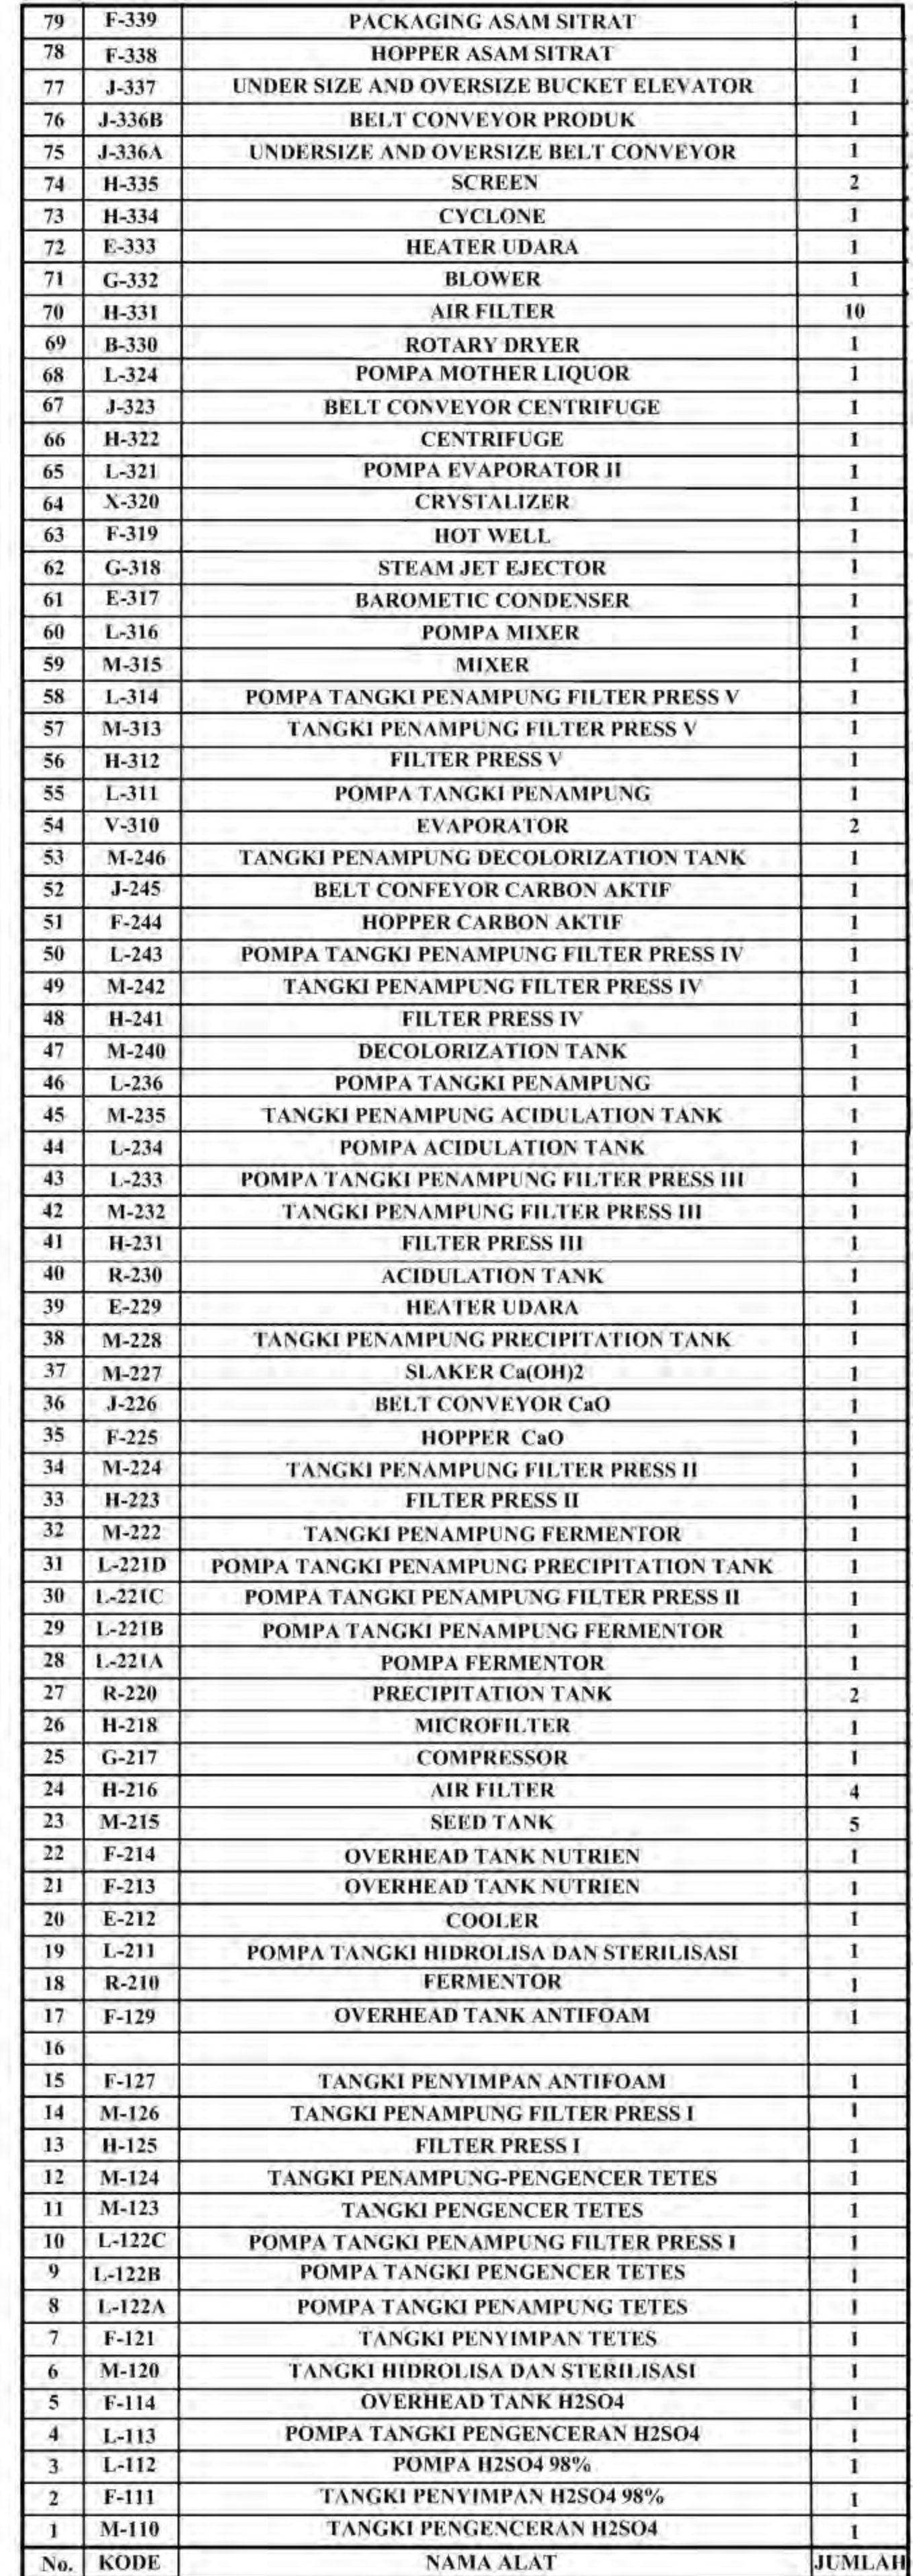 79 F-339 PACKAGING ASAM SITRAT 1
78 F-338 HOPPER ASAM SITRAT 1
77 J-337 UNDER SIZE AND OVERSIZE BUCKET ELEVATOR 1
76 J-336B BELT CONVEYOR PRODUK 1
75 J-336A UNDERSIZE AND OVERSIZE BELT CONVEYOR 1
74 H-335 SCREEN 2
73 H-334 CYCLONE 1
72 E-333 HEATER UDARA 1
71 G-332 BLOWER 1
70 H-331 AIR FILTER 10
69 B-330 ROTARY DRYER 1
68 L-324 POMPA MOTHER LIQUOR 1
67 J-323 BELT CONVEYOR CENTRIFUGE 1
66 H-322 CENTRIFUGE 1
65 L-321 POMPA EVAPORATOR II 1
64 X-320 CRYSTALIZER 1
63 F-319 HOT WELL 1
62 G-318 STEAM JET EJECTOR 1
61 E-317 BAROMETIC CONDENSER 1
60 L-316 POMPA MIXER 1
59 M-315 MIXER 1
58 L-314 POMPA TANGKI PENAMPUNG FILTER PRESS V 1
57 M-313 TANGKI PENAMPUNG FILTER PRESS V 1
56 H-312 FILTER PRESS V 1
55 L-311 POMPA TANGKI PENAMPUNG 1
54 V-310 EVAPORATOR 2
53 M-246 TANGKI PENAMPUNG DECOLORIZATION TANK 1
52 J-245 BELT CONFEYOR CARBON AKTIF 1
51 F-244 HOPPER CARBON AKTIF 1
50 L-243 POMPA TANGKI PENAMPUNG FILTER PRESS IV 1
49 M-242 TANGKI PENAMPUNG FILTER PRESS IV 1
48 H-241 FILTER PRESS IV 1
47 M-240 DECOLORIZATION TANK 1
46 L-236 POMPA TANGKI PENAMPUNG 1
45 M-235 TANGKI PENAMPUNG ACIDULATION TANK 1
44 L-234 POMPA ACIDULATION TANK 1
43 L-233 POMPA TANGKI PENAMPUNG FILTER PRESS III 1
42 M-232 TANGKI PENAMPUNG FILTER PRESS III 1
41 H-231 FILTER PRESS III 1
40 R-230 ACIDULATION TANK 1
39 E-229 HEATER UDARA 1
38 M-228 TANGKI PENAMPUNG PRECIPITATION TANK 1
37 M-227 SLAKER Ca(OH)2 1
36 J-226 BELT CONVEYOR CaO 1
35 F-225 HOPPER CaO 1
34 M-224 TANGKI PENAMPUNG FILTER PRESS II 1
33 H-223 FILTER PRESS II 1
32 M-222 TANGKI PENAMPUNG FERMENTOR 1
31 L-221D POMPA TANGKI PENAMPUNG PRECIPITATION TANK 1
30 L-221C POMPA TANGKI PENAMPUNG FILTER PRESS II 1
29 L-221B POMPA TANGKI PENAMPUNG FERMENTOR 1
28 L-221A POMPA FERMENTOR 1
27 R-220 PRECIPITATION TANK 2
26 H-218 MICROFILTER 1
25 G-217 COMPRESSOR 1
24 H-216 AIR FILTER 4
23 M-215 SEED TANK 5
22 F-214 OVERHEAD TANK NUTRIEN 1
21 F-213 OVERHEAD TANK NUTRIEN 1
20 E-212 COOLER 1
19 L-211 POMPA TANGKI HIDROLISA DAN STERILISASI 1
18 R-210 FERMENTOR 1
17 F-129 OVERHEAD TANK ANTIFOAM 1
16
15 F-127 TANGKI PENYIMPAN ANTIFOAM 1
14 M-126 TANGKI PENAMPUNG FILTER PRESS I 1
13 H-125 FILTER PRESS I 1
12 M-124 TANGKI PENAMPUNG-PENGENCER TETES 1
11 M-123 TANGKI PENGENCER TETES 1
10 L-122C POMPA TANGKI PENAMPUNG FILTER PRESS I 1
9 L-122B POMPA TANGKI PENGENCER TETES 1
8 L-122A POMPA TANGKI PENAMPUNG TETES 1
7 F-121 TANGKI PENYIMPAN TETES 1
6 M-120 TANGKI HIDROLISA DAN STERILISASI 1
5 F-114 OVERHEAD TANK H2SO4 1
4 L-113 POMPA TANGKI PENGENCERAN H2SO4 1
3 L-112 POMPA H2SO4 98% 1
2 F-111 TANGKI PENYIMPAN H2SO4 98% 1
1 M-110 TANGKI PENGENCERAN H2SO4 1
No. KODE NAMA ALAT JUMLAH